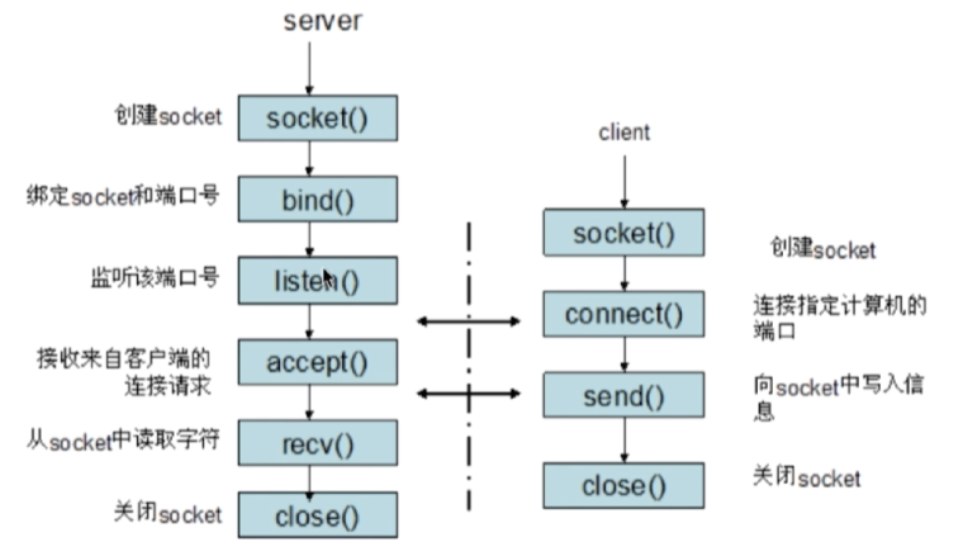 server
创建socket
socket()
绑定socket和端口号
bind()
监听该端口号
listen()
接收来自客户端的
连接请求
accept()
从socket中读取字符
recv()
关闭socket
close()
client
socket()
创建socket
connect()
连接指定计算机的
端口
send()
向socket中写入信
息
close()
关闭socket